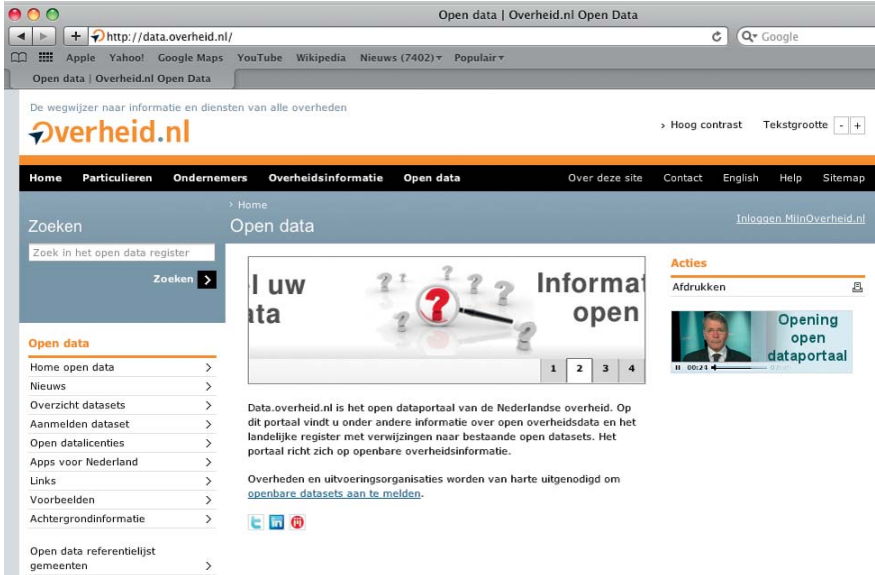 Open data | Overheid.nl Open Data
http://data.overheid.nl/
Google
Apple Yahoo! Google Maps YouTube Wikipedia Nieuws (7402) Populair
Open data | Overheid.nl Open Data
De wegwijzer naar informatie en diensten van alle overheden
Overheid.nl
› Hoog contrast Tekstgrootte - +
Home Particulieren Ondernemers Overheidsinformatie Open data Over deze site Contact English Help Sitemap
› Home
Zoeken
Open data
Inloggen MijnOverheid.nl
Zoek in het open data register
Zoeken
Open data
Home open data
Nieuws
Overzicht datasets
Aanmelden dataset
Open datalicenties
Apps voor Nederland
Links
Voorbeelden
Achtergrondinformatie
Open data referentielijst
gemeenten
l uw
ata
Informat
open
1 2 3 4
Data.overheid.nl is het open dataportaal van de Nederlandse overheid. Op
dit portaal vindt u onder andere informatie over open overheidsdata en het
landelijke register met verwijzingen naar bestaande open datasets. Het
portaal richt zich op openbare overheidsinformatie.
Overheden en uitvoeringsorganisaties worden van harte uitgenodigd om
openbare datasets aan te melden.
Acties
Afdrukken
Opening
open
dataportaal
00:24